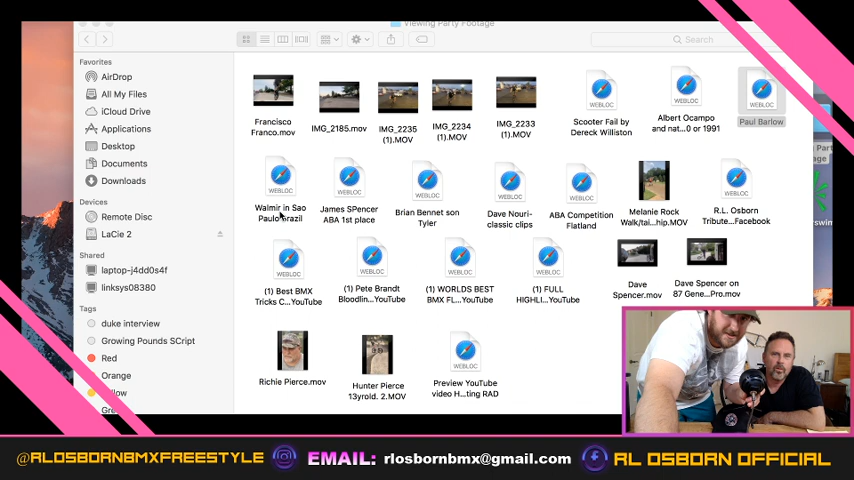 Viewing Party Footage
Search
Favorites
AirDrop
All My Files
iCloud Drive
Applications
Desktop
Documents
Downloads
Devices
Remote Disc
LaCie 2
Shared
laptop-j4dd0s4f
linksys08380
Tags
duke interview
Growing Pounds SCript
Red
Orange
Francisco
Franco.mov
IMG_2185.mov
IMG_2235
(1).MOV
IMG_2234
(1).MOV
IMG_2233
(1).MOV
WEBLOC
Scooter Fail by
Dereck Williston
WEBLOC
Albert Ocampo
and nat...0 or 1991
WEBLOC
Paul Barlow
WEBLOC
Walmir in Sao
WEBLOC
James SPencer
ABA 1st place
WEBLOC
Brian Bennet son
Tyler
WEBLOC
Dave Nouri-
classic clips
WEBLOC
ABA Competition
Flatland
Melanie Rock
Walk/tai...hip.MOV
WEBLOC
R.L. Osborn
Tribute...Facebook
WEBLOC
(1) Best BMX
Tricks C...YouTube
WEBLOC
(1) Pete Brandt
Bloodlin...YouTube
WEBLOC
(1) WORLDS BEST
BMX FL...YouTube
WEBLOC
(1) FULL
HIGHLI...YouTube
Dave
Spencer.mov
Dave Spencer on
87 Gene...Pro.mov
Richie Pierce.mov
Hunter Pierce
13yrold. 2.MOV
WEBLOC
Preview YouTube
video H...ting RAD
@RLOSBORNBMXFREESTYLE
EMAIL: rlosbornbmx@gmail.com
RL OSBORN OFFICIAL